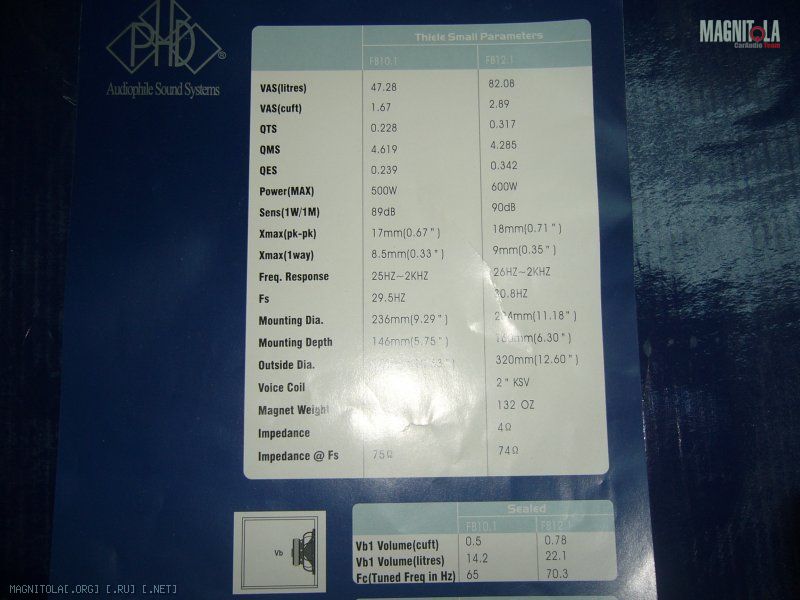 PHD ®
Audiophile Sound Systems
MAGNITOLA
CarAudio Team
Thiele Small Parameters
FB10.1 FB12.1
VAS(litres) 47.28 82.08
VAS(cuft) 1.67 2.89
QTS 0.228 0.317
QMS 4.619 4.285
QES 0.239 0.342
Power(MAX) 500W 600W
Sens(1W/1M) 89dB 90dB
Xmax(pk-pk) 17mm(0.67") 18mm(0.71")
Xmax(1way) 8.5mm(0.33") 9mm(0.35")
Freq. Response 25HZ~2KHZ 26HZ~2KHZ
Fs 29.5HZ 30.8HZ
Mounting Dia. 236mm(9.29") 284mm(11.18")
Mounting Depth 146mm(5.75") 160mm(6.30")
Outside Dia. 320mm(12.60")
Voice Coil 2" KSV
Magnet Weight 132 OZ
Impedance 4Ω
Impedance @ Fs 75Ω 74Ω
Sealed
FB10.1 FB12.1
Vb1 Volume(cuft) 0.5 0.78
Vb1 Volume(litres) 14.2 22.1
Fc(Tuned Freq in Hz) 65 70.3
Vb
MAGNITOLA[.ORG] [.RU] [.NET]